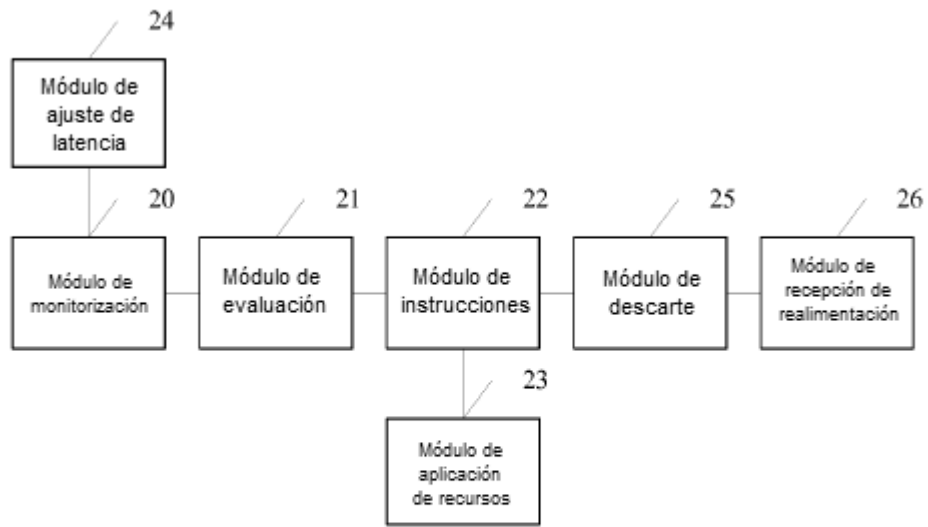 24
Módulo de
ajuste de
latencia
20
Módulo de
monitorización
21
Módulo de
evaluación
22
Módulo de
instrucciones
25
Módulo de
descarte
26
Módulo de
recepción de
realimentación
23
Módulo de
aplicación
de recursos